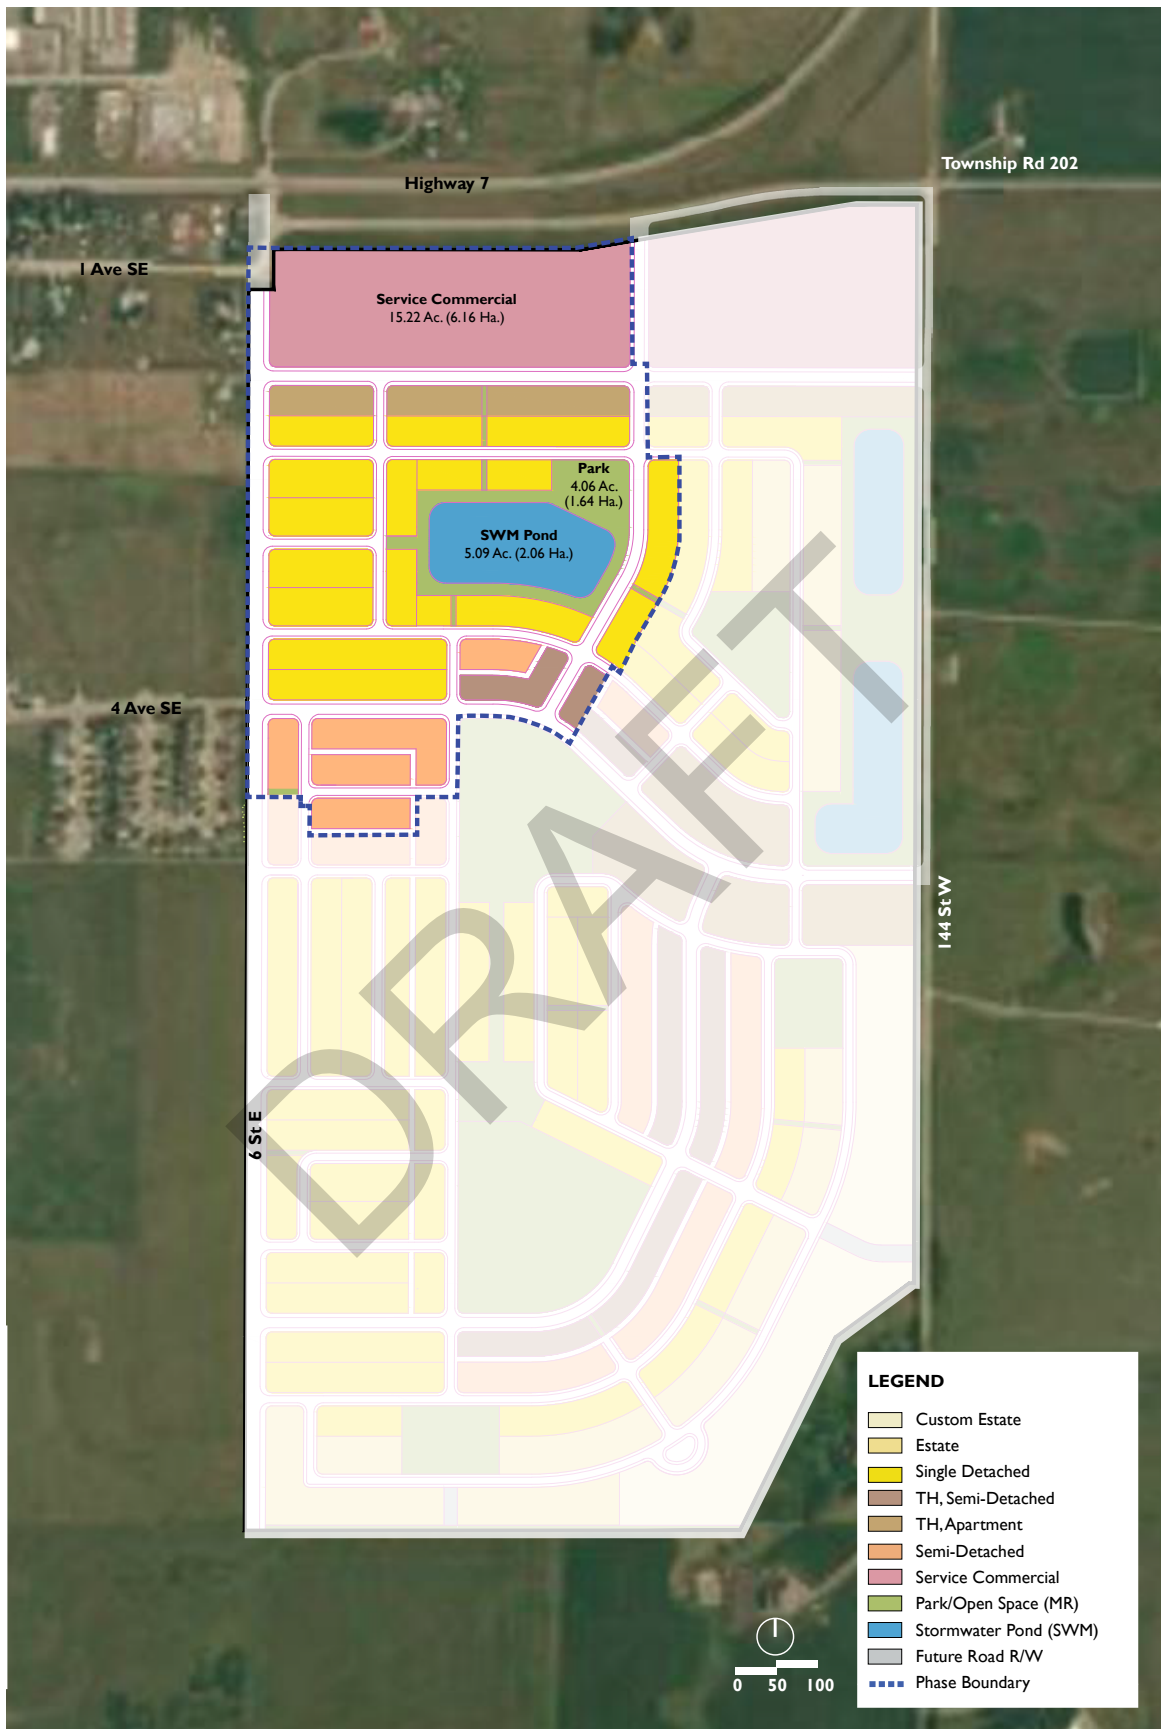 Township Rd 202
Highway 7
1 Ave SE
Service Commercial
15.22 Ac. (6.16 Ha.)
Park
4.06 Ac.
(1.64 Ha.)
SWM Pond
5.09 Ac. (2.06 Ha.)
4 Ave SE
DRAFT
144 St W
6 St E
LEGEND
Custom Estate
Estate
Single Detached
TH, Semi-Detached
TH, Apartment
Semi-Detached
Service Commercial
Park/Open Space (MR)
Stormwater Pond (SWM)
Future Road R/W
Phase Boundary
0 50 100